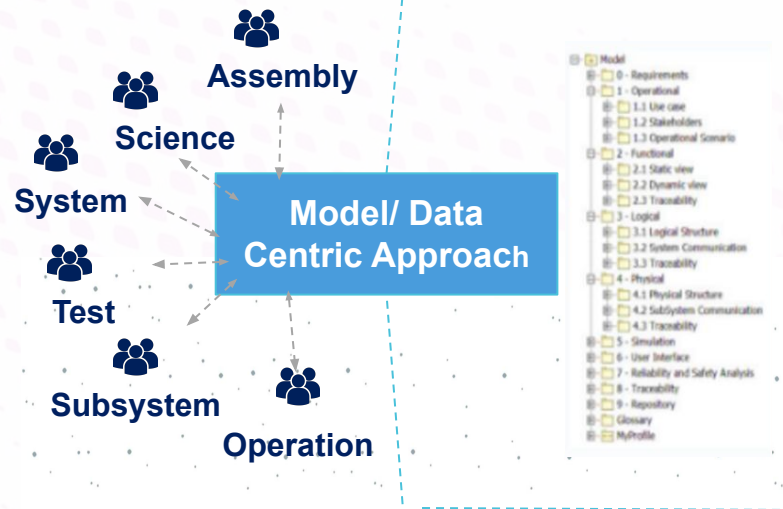 Assembly
Science
System
Test
Subsystem
Operation
Model/ Data
Centric Approach
Model
0 - Requirements
1 - Operational
1.1 Use case
1.2 Stakeholders
1.3 Operational Scenario
2 - Functional
2.1 Static view
2.2 Dynamic view
2.3 Traceability
3 - Logical
3.1 Logical Structure
3.2 System Communication
3.3 Traceability
4 - Physical
4.1 Physical Structure
4.2 SubSystem Communication
4.3 Traceability
5 - Simulation
6 - User Interface
7 - Reliability and Safety Analysis
8 - Traceability
9 - Repository
Glossary
MyProfile